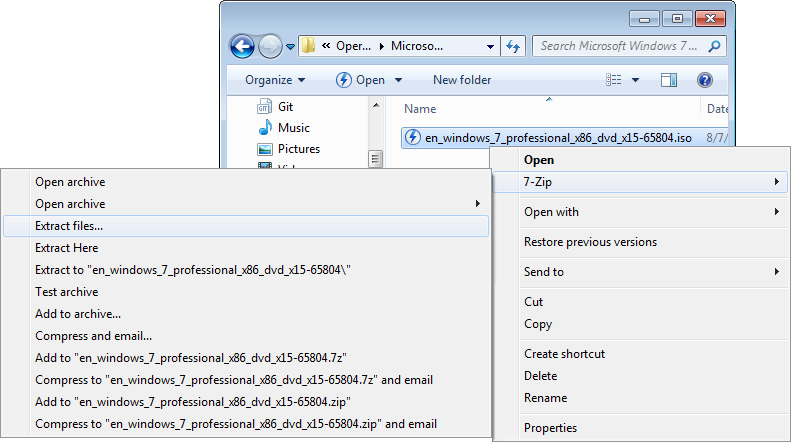 « Oper... Microso...
Search Microsoft Windows 7 ...
Organize Open New folder
Git
Music
Pictures
Name Date
en_windows_7_professional_x86_dvd_x15-65804.iso 8/7/
Open
7-Zip
Open with
Restore previous versions
Send to
Cut
Copy
Create shortcut
Delete
Rename
Properties
Open archive
Open archive
Extract files...
Extract Here
Extract to "en_windows_7_professional_x86_dvd_x15-65804\"
Test archive
Add to archive...
Compress and email...
Add to "en_windows_7_professional_x86_dvd_x15-65804.7z"
Compress to "en_windows_7_professional_x86_dvd_x15-65804.7z" and email
Add to "en_windows_7_professional_x86_dvd_x15-65804.zip"
Compress to "en_windows_7_professional_x86_dvd_x15-65804.zip" and email